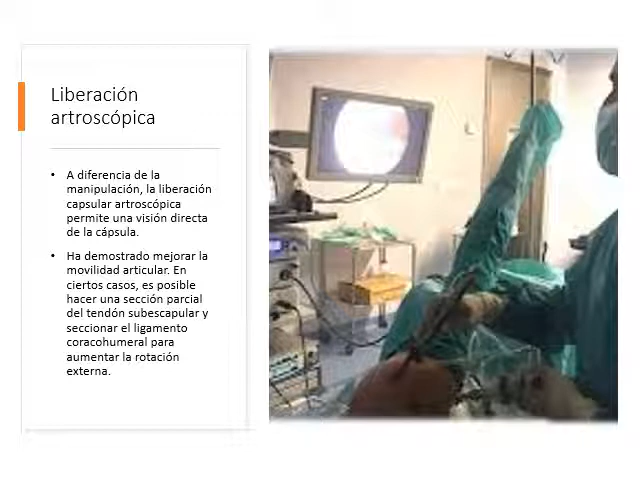 Liberación
artroscópica
• A diferencia de la
manipulación, la liberación
capsular artroscópica
permite una visión directa
de la cápsula.
• Ha demostrado mejorar la
movilidad articular. En
ciertos casos, es posible
hacer una sección parcial
del tendón subescapular y
seccionar el ligamento
coracohumeral para
aumentar la rotación
externa.